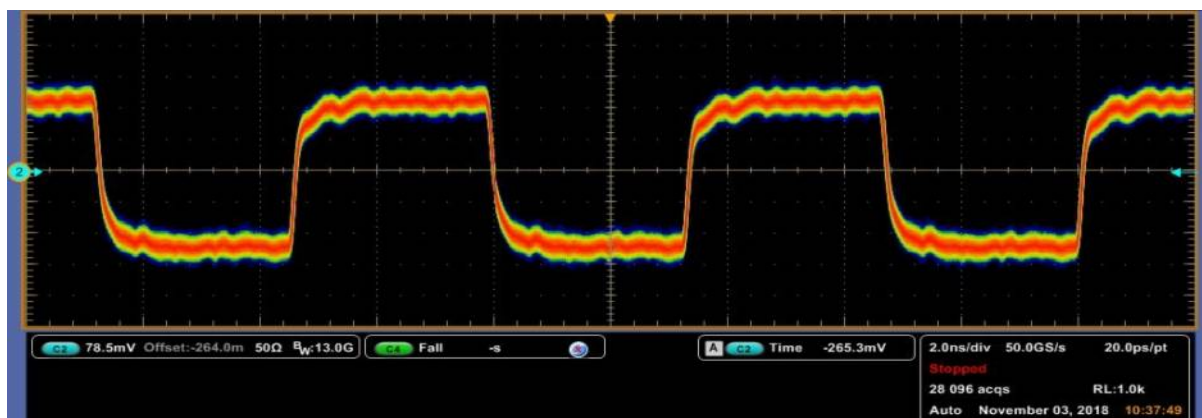 2
C2 78.5mV Offset:-264.0m 50Ω BW:13.0G
C4 Fall -s
A C2 Time -265.3mV
2.0ns/div 50.0GS/s 20.0ps/pt
Stopped
28 096 acqs RL:1.0k
Auto November 03, 2018 10:37:49